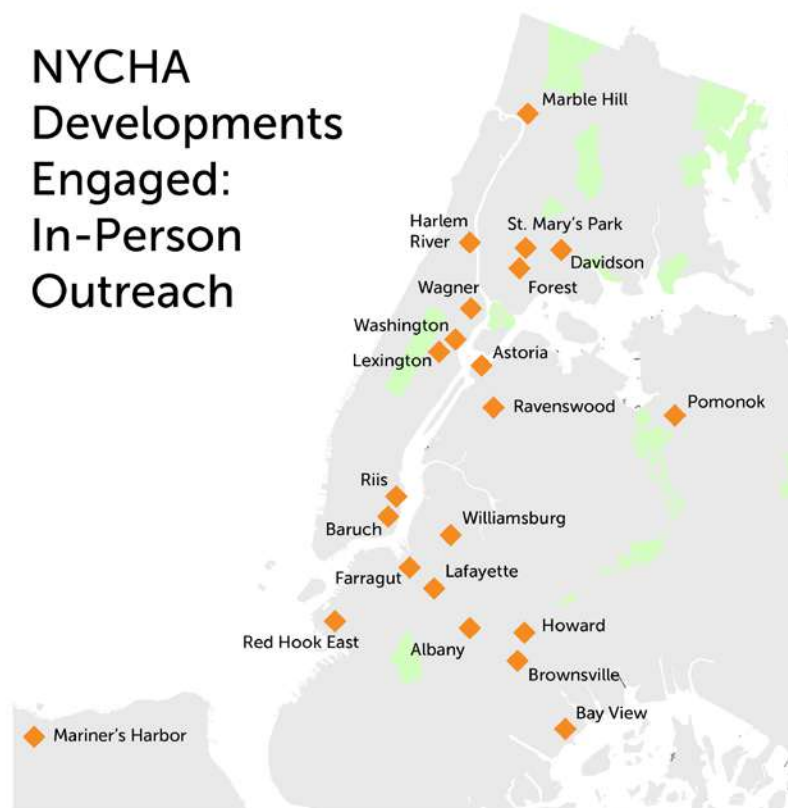 NYCHA
Developments
Engaged:
In-Person
Outreach
Marble Hill
Harlem
River
St. Mary's Park
Davidson
Forest
Wagner
Washington
Lexington
Astoria
Ravenswood
Pomonok
Riis
Baruch
Williamsburg
Farragut
Lafayette
Red Hook East
Albany
Howard
Brownsville
Bay View
Mariner's Harbor